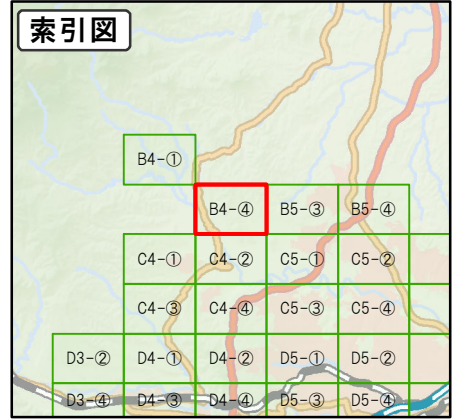 索引図
B4-①
B4-④ B5-③ B5-④
C4-① C4-② C5-① C5-②
C4-③ C4-④ C5-③ C5-④
D3-② D4-① D4-② D5-① D5-②
D3-④ D4-③ D4-④ D5-③ D5-④